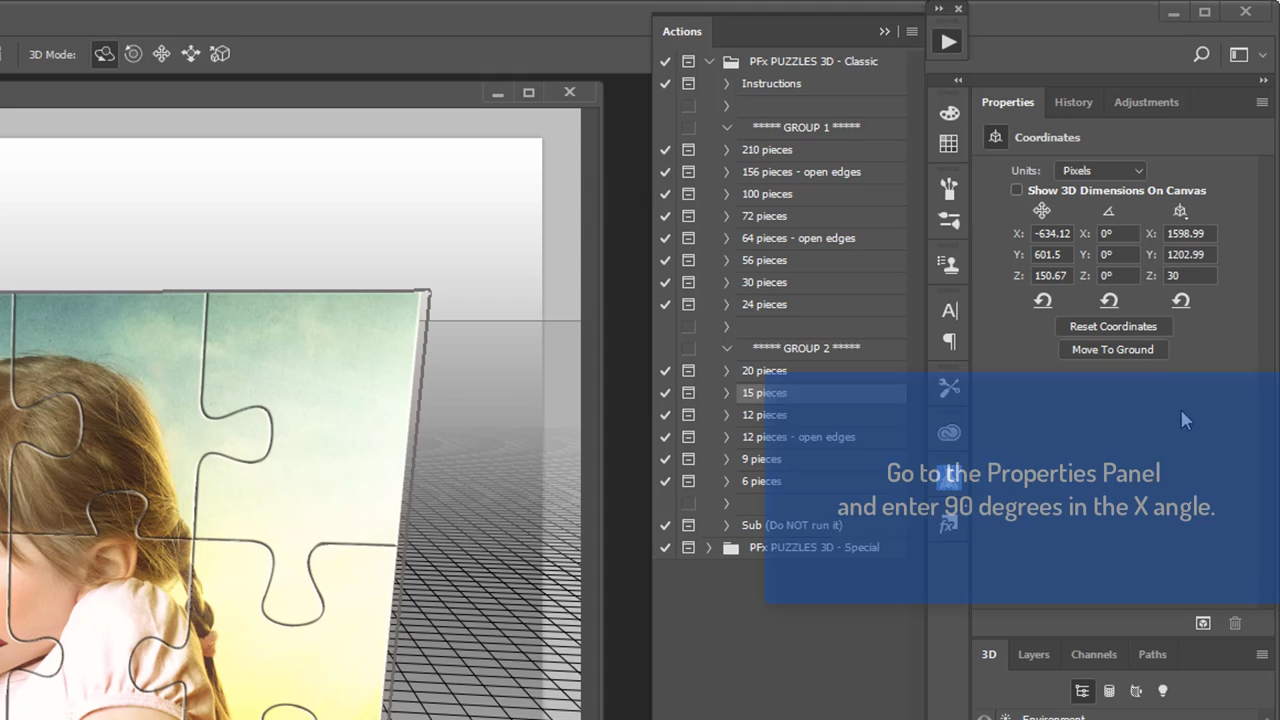 3D Mode:
Actions
PFx PUZZLES 3D - Classic
Instructions
***** GROUP 1 *****
210 pieces
156 pieces - open edges
100 pieces
72 pieces
64 pieces - open edges
56 pieces
30 pieces
24 pieces
***** GROUP 2 *****
20 pieces
15 pieces
12 pieces
12 pieces - open edges
9 pieces
6 pieces
Sub (Do NOT run it)
PFx PUZZLES 3D - Special
Properties History Adjustments
Coordinates
Units: Pixels
Show 3D Dimensions On Canvas
X: -634.12 X: 0° X: 1598.99
Y: 601.5 Y: 0° Y: 1202.99
Z: 150.67 Z: 0° Z: 30
Reset Coordinates
Move To Ground
Go to the Properties Panel
and enter 90 degrees in the X angle.
3D Layers Channels Paths
Environment